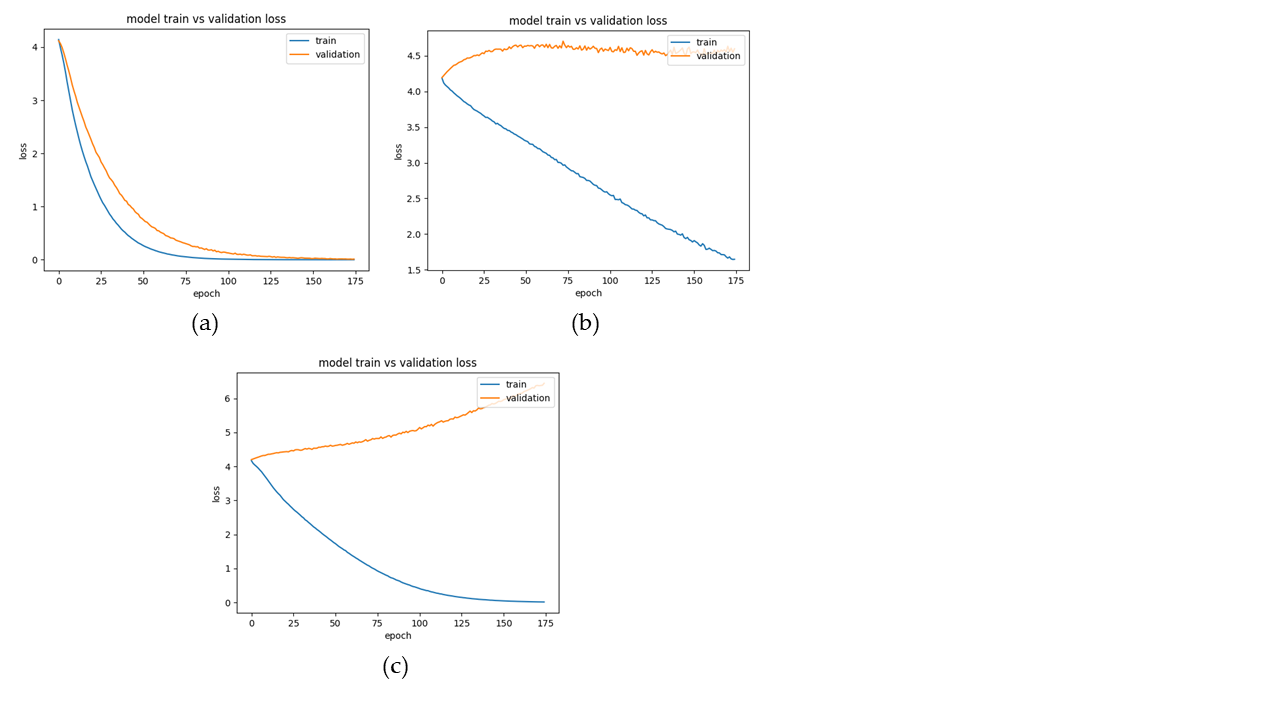 model train vs validation loss
train
validation
4
3
2
1
0
loss
0 25 50 75 100 125 150 175
epoch
(a)
model train vs validation loss
train
validation
4.5
4.0
3.5
3.0
2.5
2.0
1.5
loss
0 25 50 75 100 125 150 175
epoch
(b)
model train vs validation loss
train
validation
6
5
4
3
2
1
0
loss
0 25 50 75 100 125 150 175
epoch
(c)